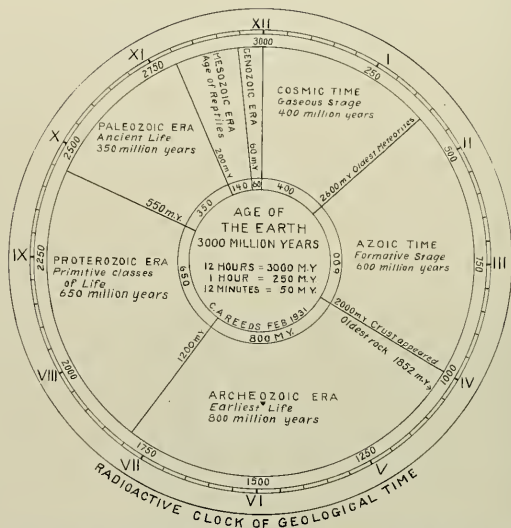 XII
3000
I
250
II
500
III
750
IV
1000
V
1250
VI
1500
VII
1750
VIII
2000
IX
2250
X
2500
XI
2750
COSMIC TIME
Gaseous Stage
400 million years
2600 m.y. Oldest Meteorites
AZOIC TIME
Formative Stage
600 million years
2000 m.y. Crust appeared
Oldest rock 1852 m.y.
ARCHEOZOIC ERA
Earliest Life
800 million years
1200 m.y.
PROTEROZOIC ERA
Primitive classes
of Life
650 million years
550 m.y.
PALEOZOIC ERA
Ancient Life
350 million years
200 m.y.
MESOZOIC ERA
Age of Reptiles
60 m.y.
CENOZOIC ERA
400
600
800 M.Y.
650
350
140
60
AGE OF
THE EARTH
3000 MILLION YEARS
12 HOURS = 3000 M.Y
1 HOUR = 250 M.Y.
12 MINUTES = 50 M.Y.
C.A. REEDS FEB. 1931
RADIOACTIVE CLOCK OF GEOLOGICAL TIME